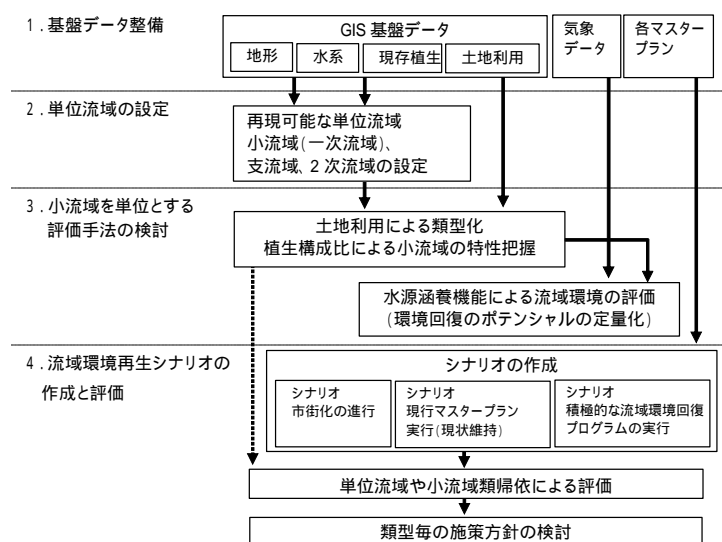 1.基盤データ整備
GIS 基盤データ
地形
水系
現存植生
土地利用
気象
データ
各マスター
プラン
2.単位流域の設定
再現可能な単位流域
小流域(一次流域)、
支流域、2 次流域の設定
3.小流域を単位とする
評価手法の検討
土地利用による類型化
植生構成比による小流域の特性把握
水源涵養機能による流域環境の評価
(環境回復のポテンシャルの定量化)
4.流域環境再生シナリオの
作成と評価
シナリオの作成
シナリオ
市街化の進行
シナリオ
現行マスタープラン
実行(現状維持)
シナリオ
積極的な流域環境回復
プログラムの実行
単位流域や小流域類帰依による評価
類型毎の施策方針の検討